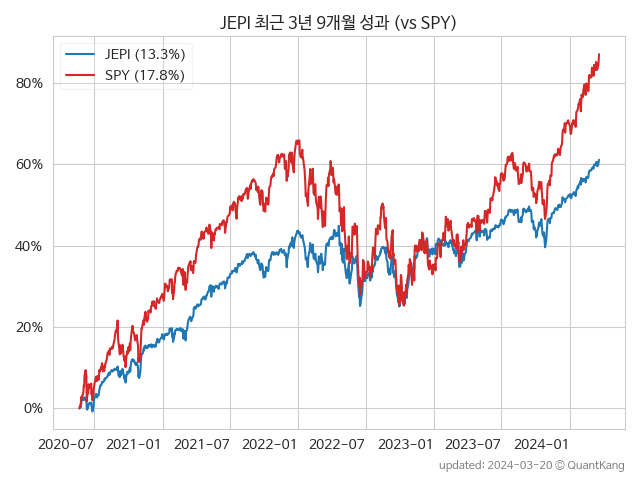 JEPI 최근 3년 9개월 성과 (vs SPY)
JEPI (13.3%)
SPY (17.8%)
80%
60%
40%
20%
0%
2020-07 2021-01 2021-07 2022-01 2022-07 2023-01 2023-07 2024-01
updated: 2024-03-20 © QuantKang